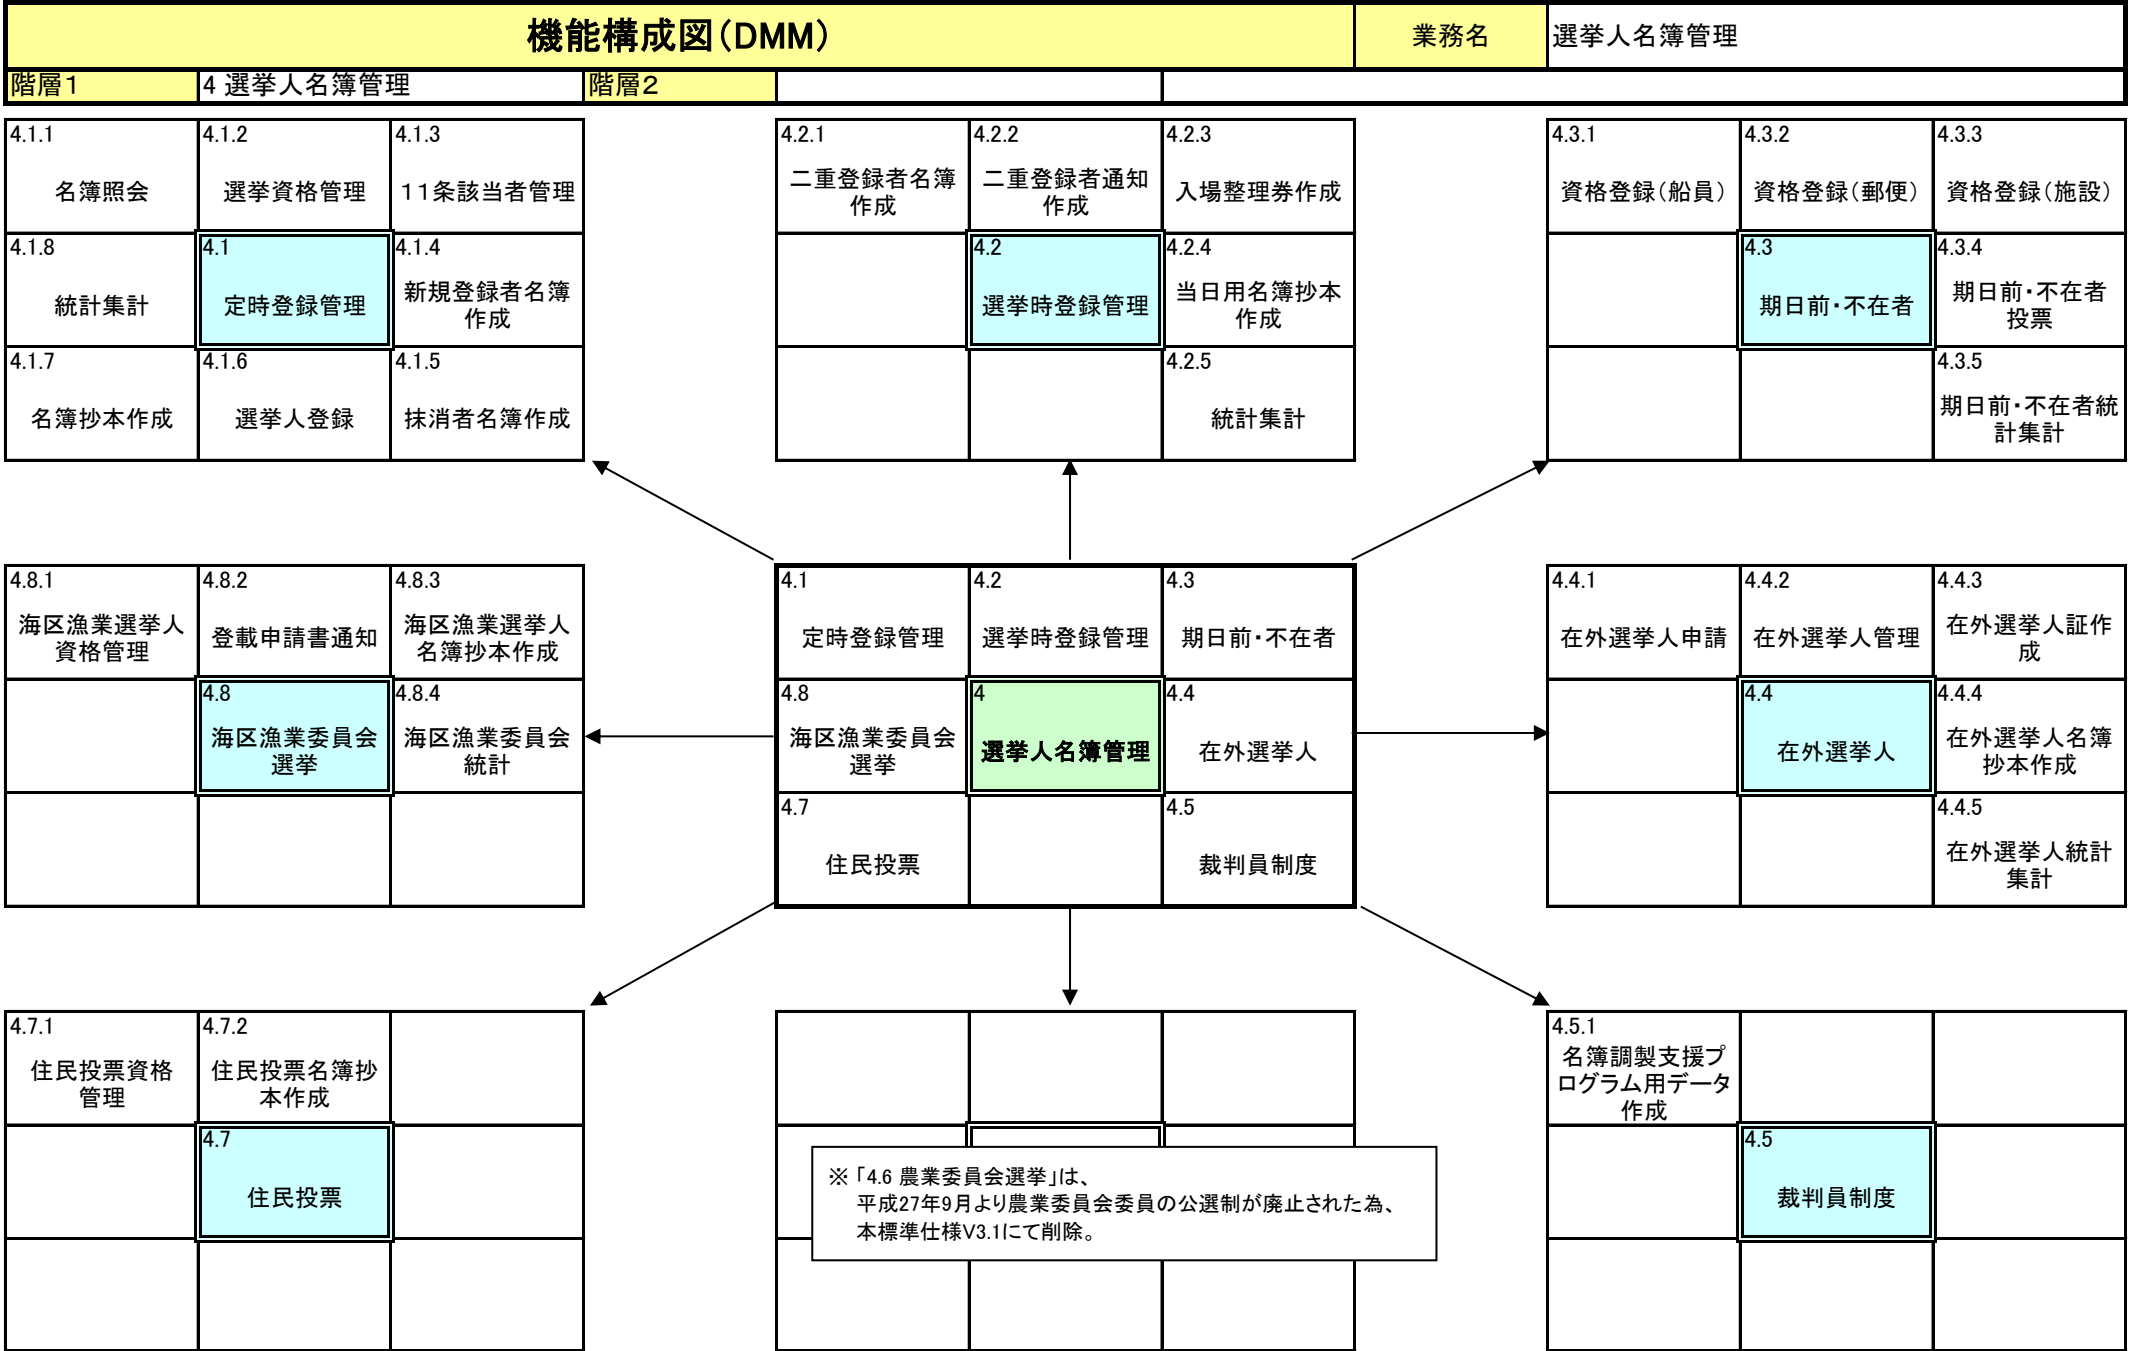 機能構成図（DMM）
業務名
選挙人名簿管理
階層１
4 選挙人名簿管理
階層２
4.1.1
名簿照会
4.1.2
選挙資格管理
4.1.3
１１条該当者管理
4.1.8
統計集計
4.1
定時登録管理
4.1.4
新規登録者名簿
作成
4.1.7
名簿抄本作成
4.1.6
選挙人登録
4.1.5
抹消者名簿作成
4.2.1
二重登録者名簿
作成
4.2.2
二重登録者通知
作成
4.2.3
入場整理券作成
4.2
選挙時登録管理
4.2.4
当日用名簿抄本
作成
4.2.5
統計集計
4.3.1
資格登録（船員）
4.3.2
資格登録（郵便）
4.3.3
資格登録（施設）
4.3
期日前・不在者
4.3.4
期日前・不在者
投票
4.3.5
期日前・不在者統
計集計
4.8.1
海区漁業選挙人
資格管理
4.8.2
登載申請書通知
4.8.3
海区漁業選挙人
名簿抄本作成
4.8
海区漁業委員会
選挙
4.8.4
海区漁業委員会
統計
4.1
定時登録管理
4.2
選挙時登録管理
4.3
期日前・不在者
4.8
海区漁業委員会
選挙
4
選挙人名簿管理
4.4
在外選挙人
4.7
住民投票
4.5
裁判員制度
4.4.1
在外選挙人申請
4.4.2
在外選挙人管理
4.4.3
在外選挙人証作
成
4.4
在外選挙人
4.4.4
在外選挙人名簿
抄本作成
4.4.5
在外選挙人統計
集計
4.7.1
住民投票資格
管理
4.7.2
住民投票名簿抄
本作成
4.7
住民投票
※「4.6 農業委員会選挙」は、
平成27年9月より農業委員会委員の公選制が廃止された為、
本標準仕様V3.1にて削除。
4.5.1
名簿調製支援プ
ログラム用データ
作成
4.5
裁判員制度